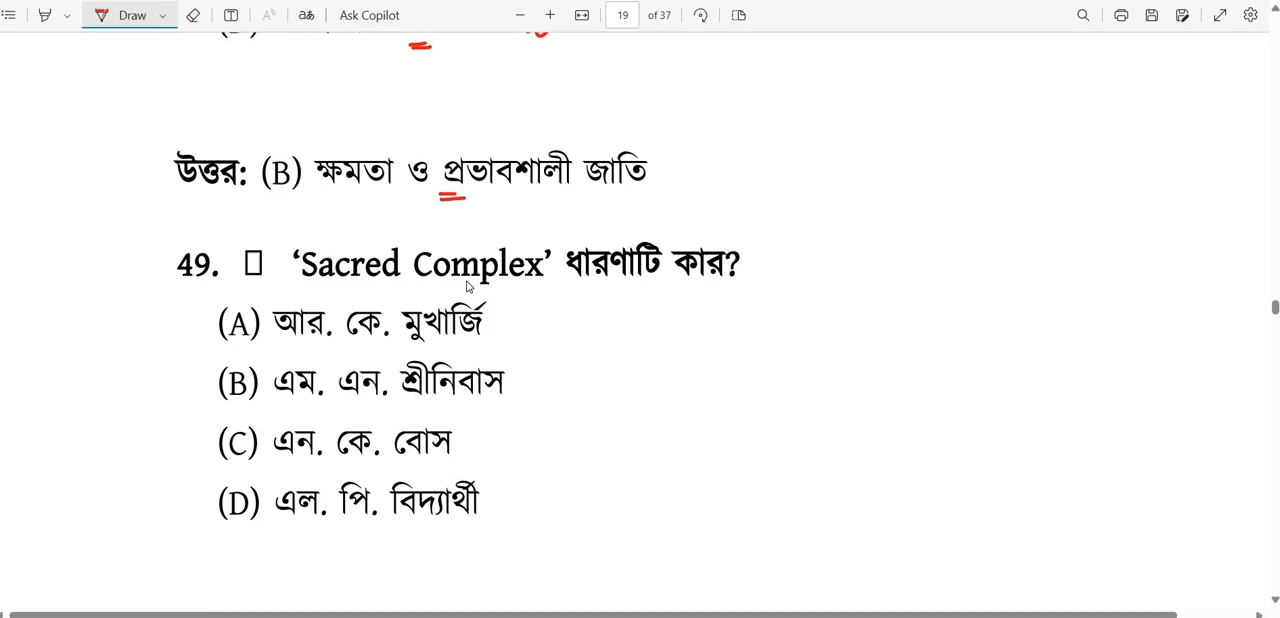 Draw
Ask Copilot
19 of 37
উত্তর: (B) ক্ষমতা ও প্রভাবশালী জাতি
49. ‘Sacred Complex’ ধারণাটি কার?
(A) আর. কে. মুখার্জি
(B) এম. এন. শ্রীনিবাস
(C) এন. কে. বোস
(D) এল. পি. বিদ্যার্থী